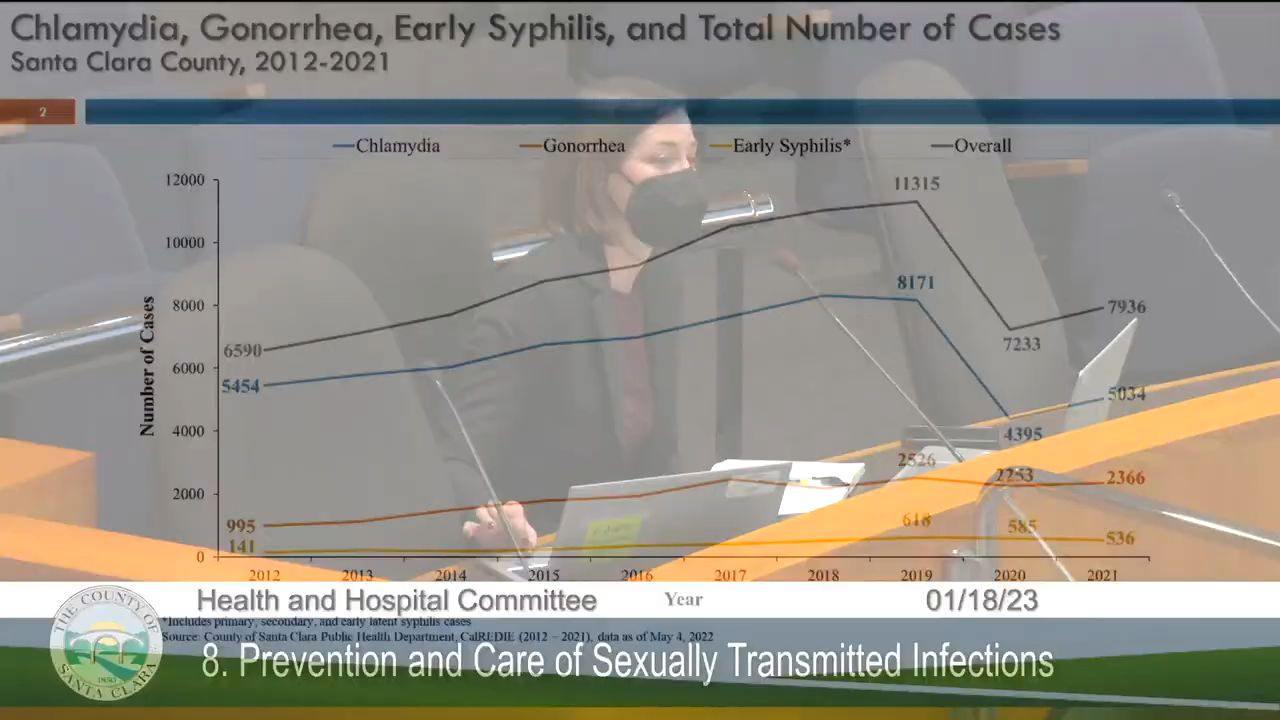 Chlamydia, Gonorrhea, Early Syphilis, and Total Number of Cases
Santa Clara County, 2012-2021
2
Chlamydia Gonorrhea Early Syphilis* Overall
Number of Cases
12000
10000
8000
6000
4000
2000
0
6590
5454
995
141
11315
8171
2526
618
7233
4395
2253
585
7936
5034
2366
536
2012 2013 2014 2015 2016 2017 2018 2019 2020 2021
Health and Hospital Committee Year 01/18/23
*Includes primary, secondary, and early latent syphilis cases
Source: County of Santa Clara Public Health Department, CalREDIE (2012 – 2021), data as of May 4, 2022
8. Prevention and Care of Sexually Transmitted Infections
THE COUNTY OF
SANTA CLARA
1850